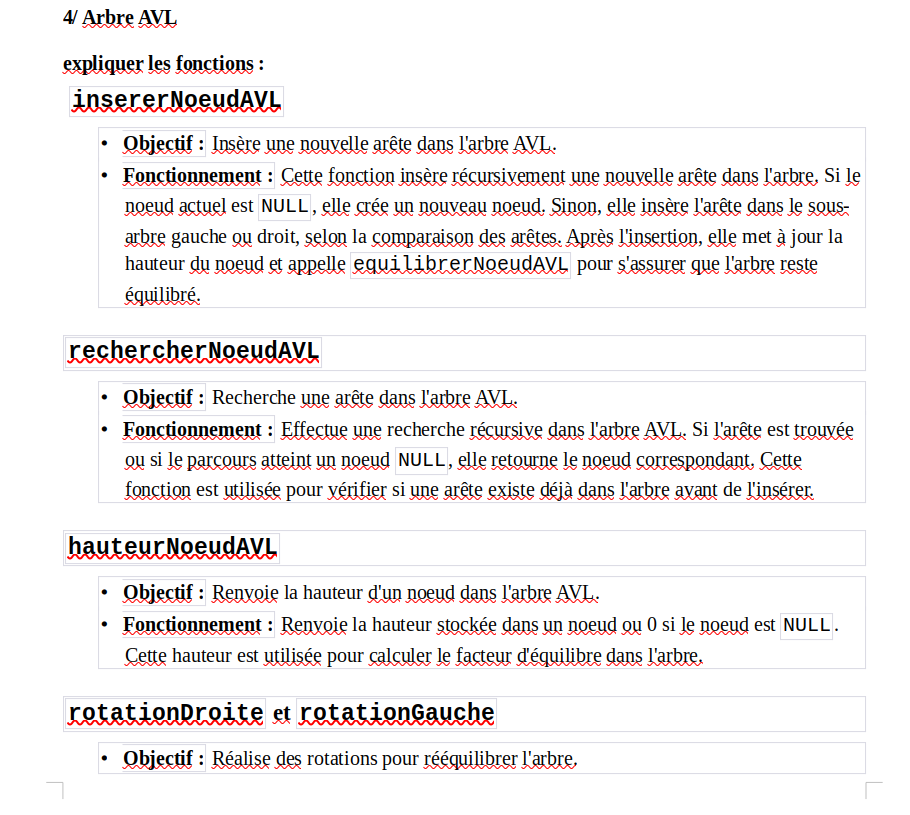 4/ Arbre AVL
expliquer les fonctions :
insererNoeudAVL
• Objectif : Insère une nouvelle arête dans l'arbre AVL.
• Fonctionnement : Cette fonction insère récursivement une nouvelle arête dans l'arbre. Si le
noeud actuel est NULL, elle crée un nouveau noeud. Sinon, elle insère l'arête dans le sous-
arbre gauche ou droit, selon la comparaison des arêtes. Après l'insertion, elle met à jour la
hauteur du noeud et appelle equilibrerNoeudAVL pour s'assurer que l'arbre reste
équilibré.
rechercherNoeudAVL
• Objectif : Recherche une arête dans l'arbre AVL.
• Fonctionnement : Effectue une recherche récursive dans l'arbre AVL. Si l'arête est trouvée
ou si le parcours atteint un noeud NULL, elle retourne le noeud correspondant. Cette
fonction est utilisée pour vérifier si une arête existe déjà dans l'arbre avant de l'insérer.
hauteurNoeudAVL
• Objectif : Renvoie la hauteur d'un noeud dans l'arbre AVL.
• Fonctionnement : Renvoie la hauteur stockée dans un noeud ou 0 si le noeud est NULL.
Cette hauteur est utilisée pour calculer le facteur d'équilibre dans l'arbre.
rotationDroite et rotationGauche
• Objectif : Réalise des rotations pour rééquilibrer l'arbre.